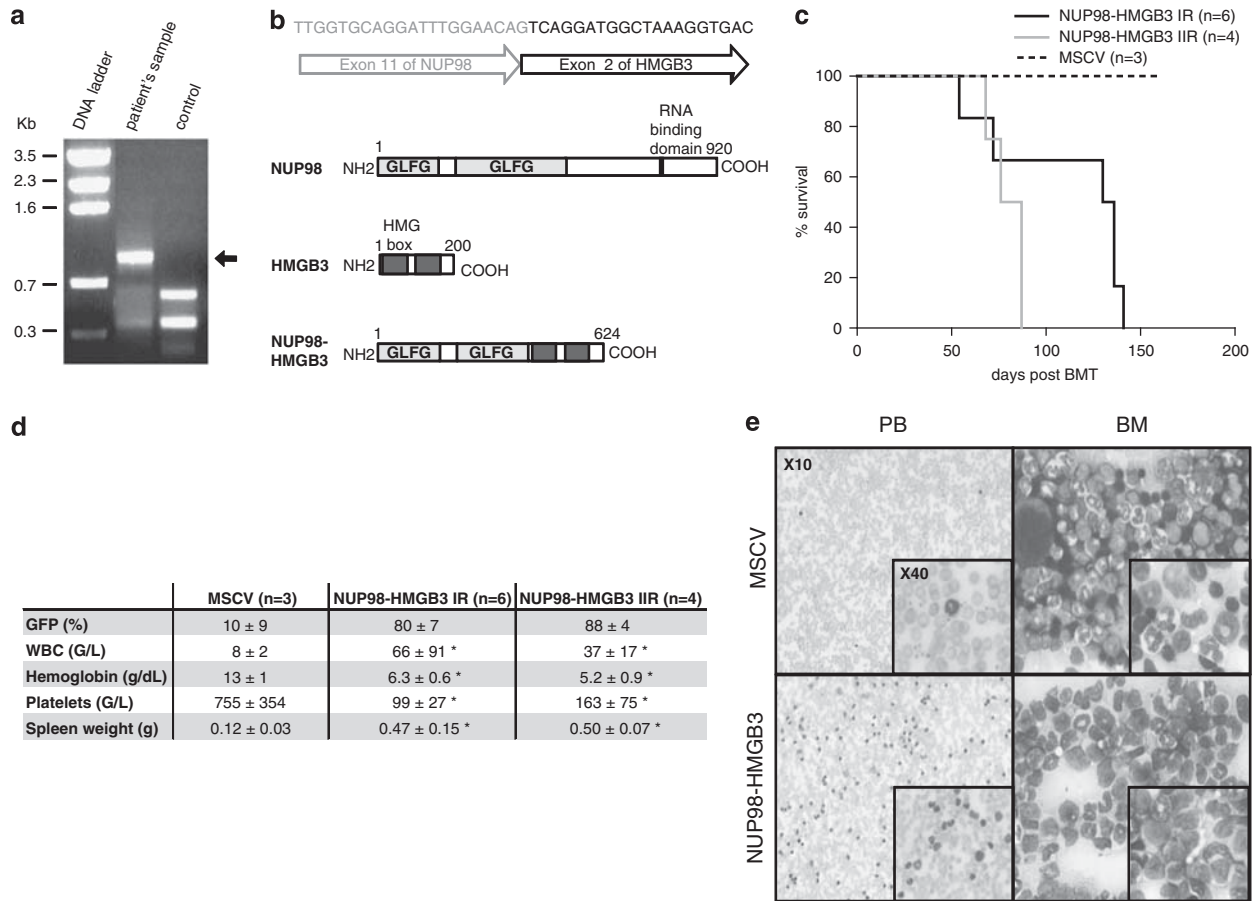 a
DNA ladder
patient's sample
control
Kb
3.5
2.3
1.6
0.7
0.3
b
TTGGTGCAGGATTTGGAACAGTCAGGATGGCTAAAGGTGAC
Exon 11 of NUP98
Exon 2 of HMGB3
RNA
binding
domain
1
920
NUP98
NH2
GLFG
GLFG
COOH
HMG
box
1
200
HMGB3
NH2
COOH
1
624
NUP98-
HMGB3
NH2
GLFG
GLFG
COOH
c
NUP98-HMGB3 IR (n=6)
NUP98-HMGB3 IIR (n=4)
MSCV (n=3)
% survival
100
80
60
40
20
0
0 50 100 150 200
days post BMT
d
MSCV (n=3) NUP98-HMGB3 IR (n=6) NUP98-HMGB3 IIR (n=4)
GFP (%) 10 ± 9 80 ± 7 88 ± 4
WBC (G/L) 8 ± 2 66 ± 91 * 37 ± 17 *
Hemoglobin (g/dL) 13 ± 1 6.3 ± 0.6 * 5.2 ± 0.9 *
Platelets (G/L) 755 ± 354 99 ± 27 * 163 ± 75 *
Spleen weight (g) 0.12 ± 0.03 0.47 ± 0.15 * 0.50 ± 0.07 *
e
PB BM
MSCV
X10
X40
NUP98-HMGB3